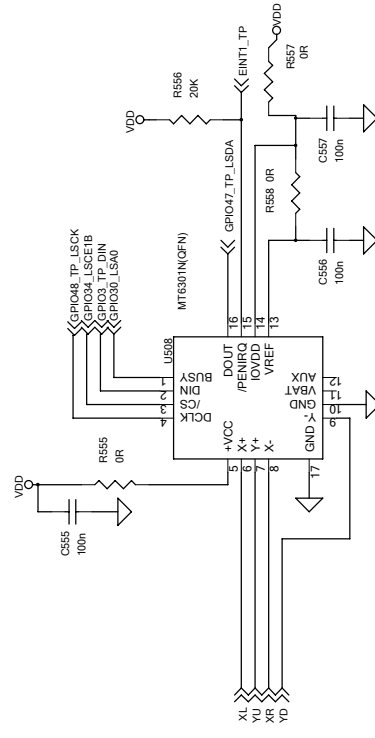 VDD
R556
20K
EINT1_TP
VDD
R557
0R
GPIO48_TP_LSCK
GPIO34_LSCE1B
GPIO3_TP_DIN
GPIO30_LSA0
GPIO47_TP_LSDA
R558 0R
C557
100n
C556
100n
MT6301N(QFN)
U508
4
3
2
1
DCLK
/CS
DIN
BUSY
16
15
14
13
DOUT
/PENIRQ
IOVDD
VREF
+VCC
X+
Y+
X-
5
6
7
8
Y-
GND
VBAT
AUX
9
10
11
12
GND
17
VDD
R555
0R
C555
100n
XL
YU
XR
YD